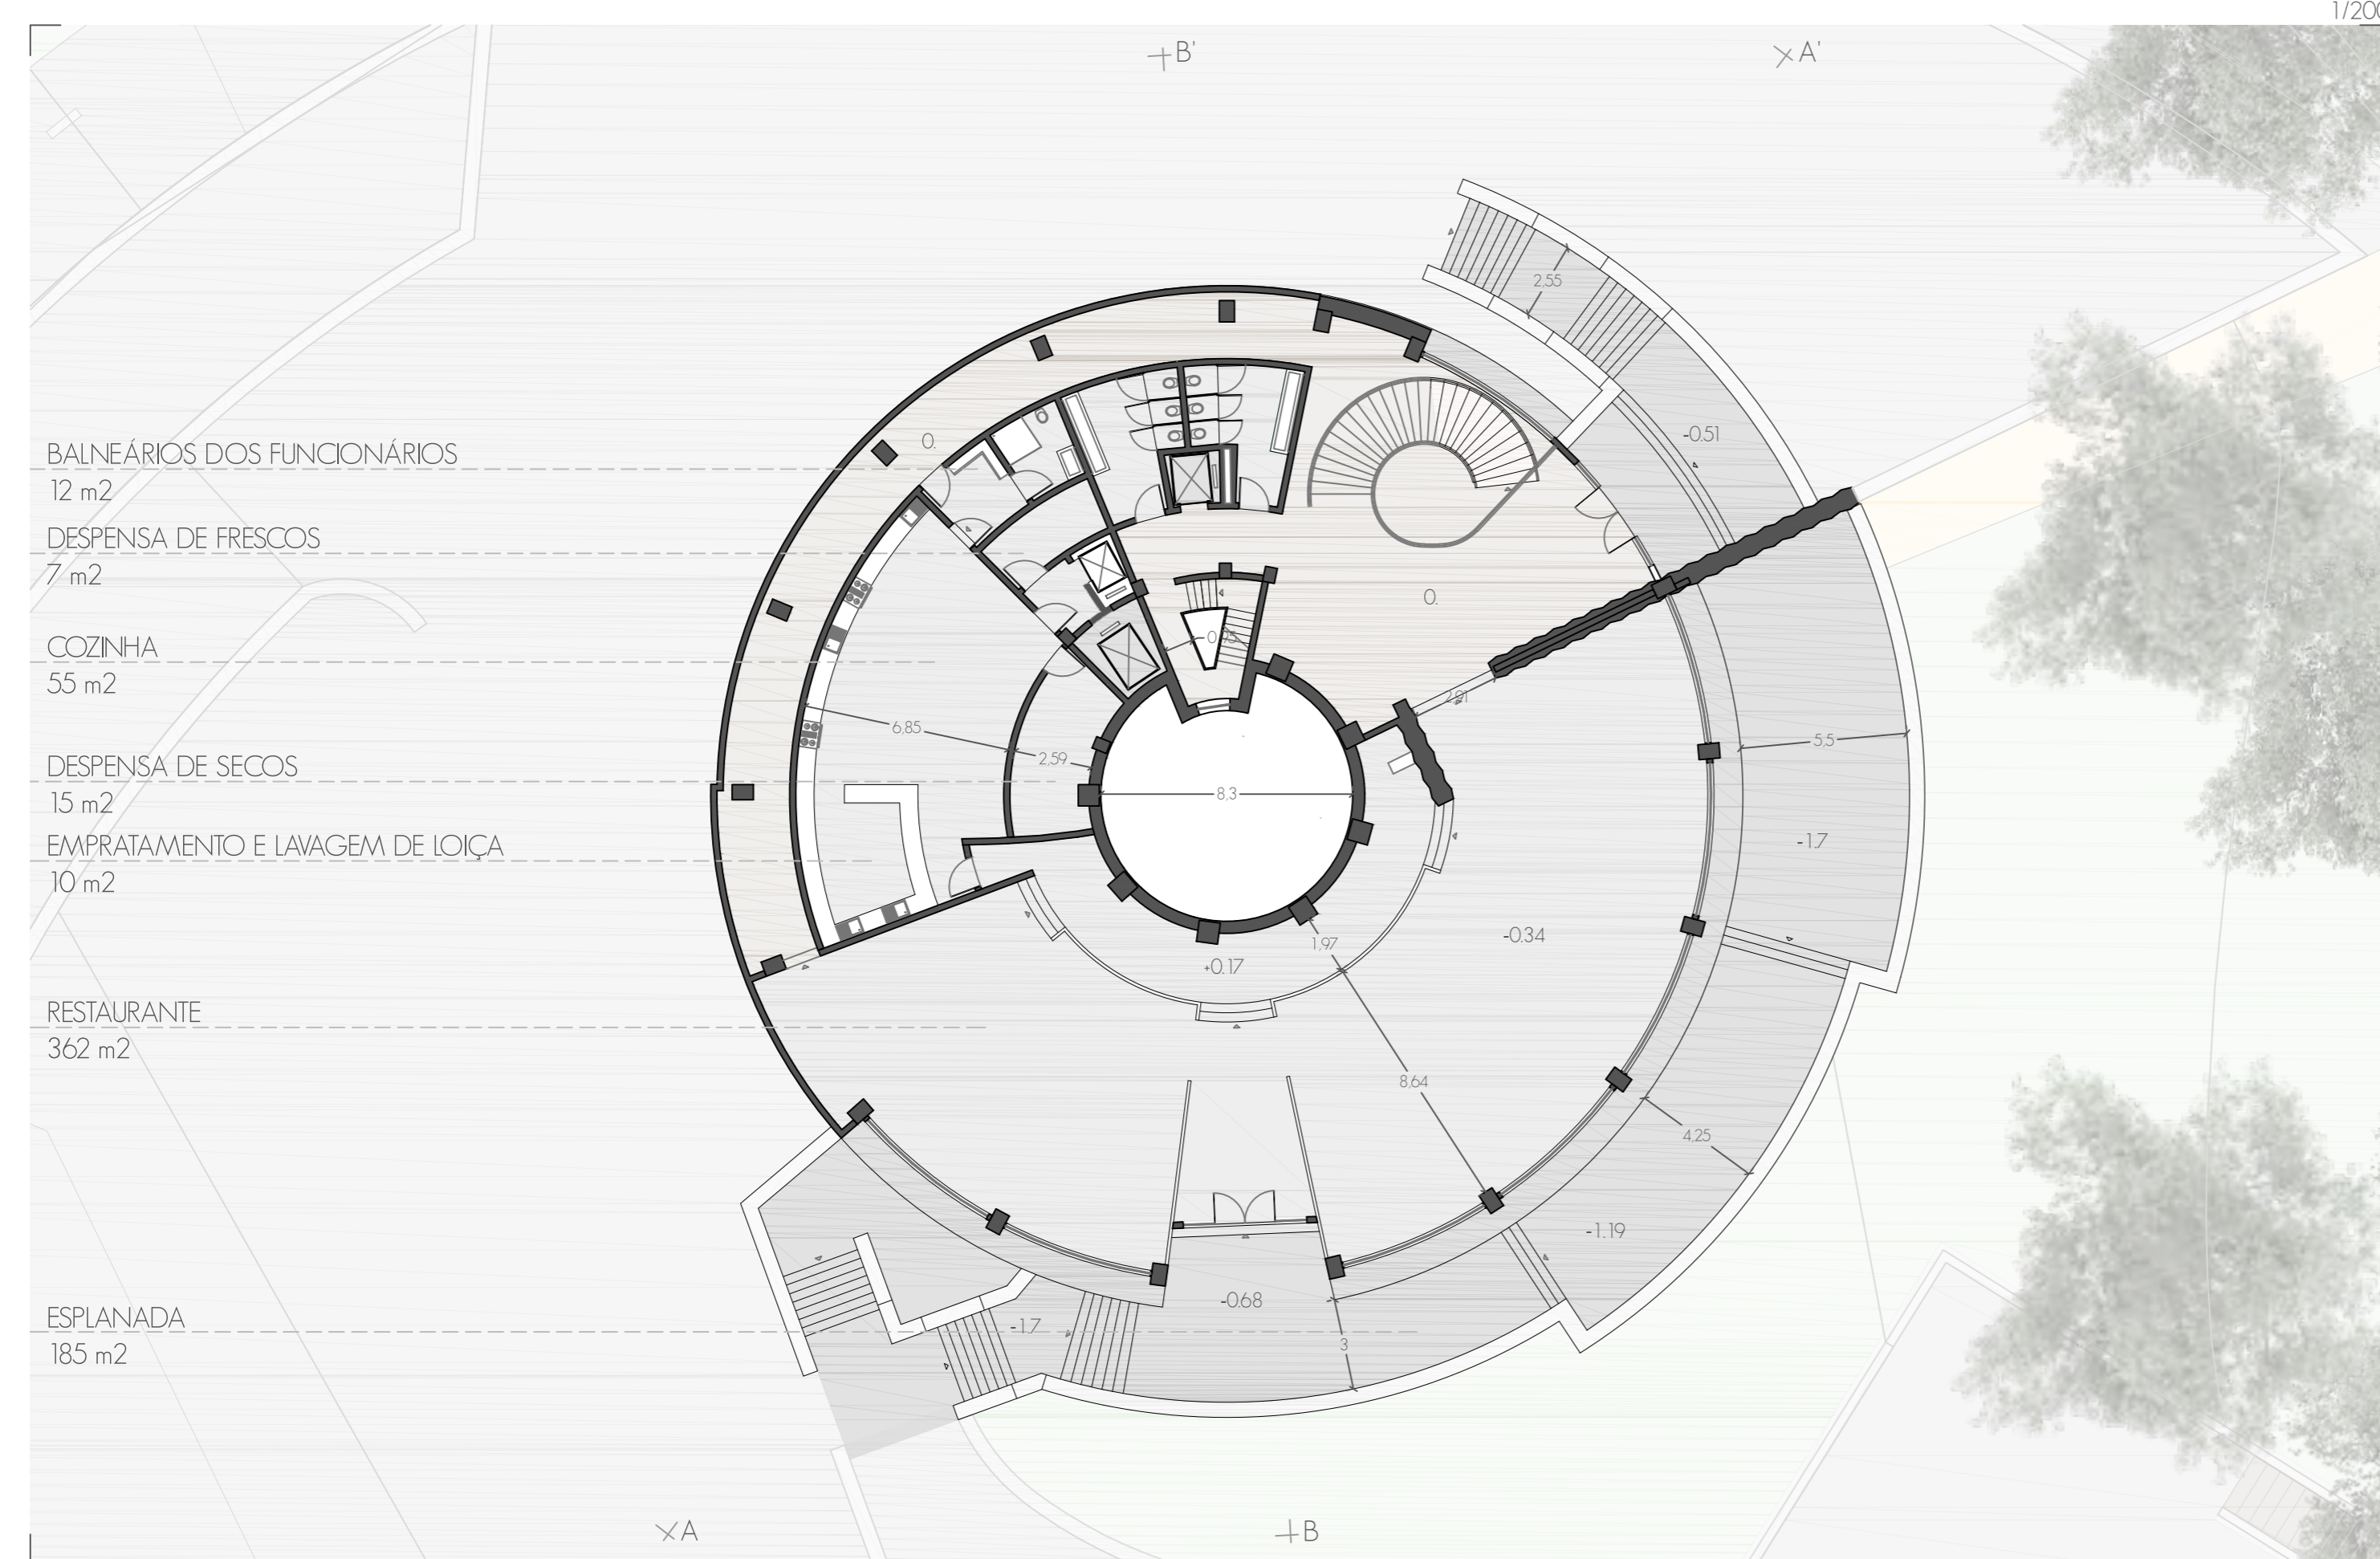 1/200
B'
A'
2,55
BALNEÁRIOS DOS FUNCIONÁRIOS
12 m2
0.
-0.51
DESPENSA DE FRESCOS
7 m2
0.
COZINHA
55 m2
0,95
2,91
6,85
2,59
5,5
DESPENSA DE SECOS
15 m2
8,3
-1.7
EMPRATAMENTO E LAVAGEM DE LOIÇA
10 m2
1,97
-0.34
+0.17
RESTAURANTE
362 m2
8,64
4,25
-1.19
-0.68
ESPLANADA
185 m2
-1.7
3
A
B